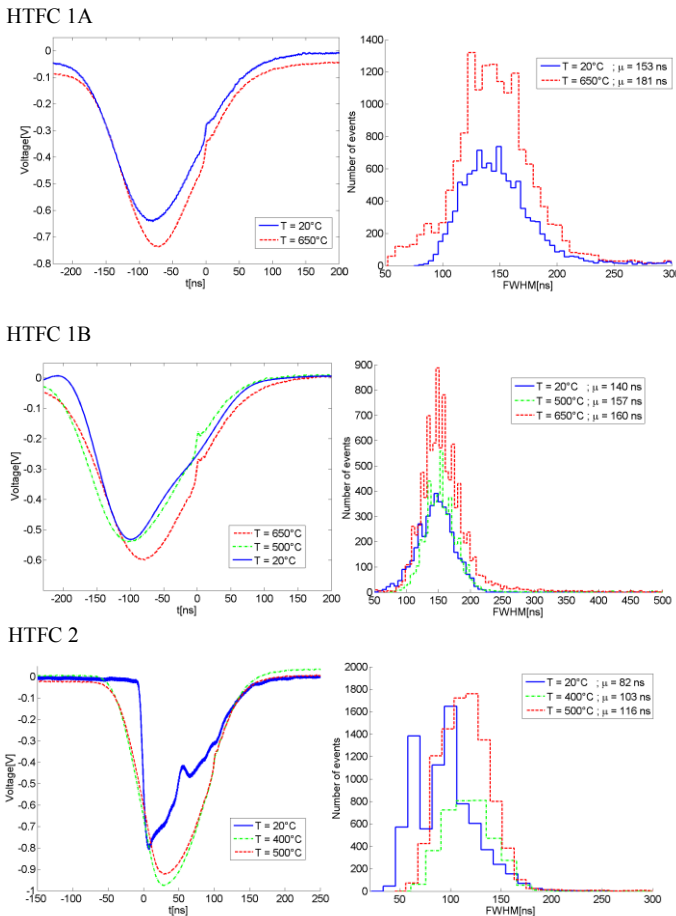 HTFC 1A
0
-0.1
-0.2
-0.3
-0.4
-0.5
-0.6
-0.7
-0.8
Voltage[V]
-200 -150 -100 -50 0 50 100 150 200
t[ns]
T = 20°C
T = 650°C
1400
1200
1000
800
600
400
200
0
Number of events
50 100 150 200 250 300
FWHM[ns]
T = 20°C ; μ = 153 ns
T = 650°C ; μ = 181 ns
HTFC 1B
0
-0.1
-0.2
-0.3
-0.4
-0.5
-0.6
Voltage[V]
-200 -150 -100 -50 0 50 100 150 200
t[ns]
T = 650°C
T = 500°C
T = 20°C
900
800
700
600
500
400
300
200
100
0
Number of events
50 100 150 200 250 300 350 400 450 500
FWHM[ns]
T = 20°C ; μ = 140 ns
T = 500°C ; μ = 157 ns
T = 650°C ; μ = 160 ns
HTFC 2
0
-0.1
-0.2
-0.3
-0.4
-0.5
-0.6
-0.7
-0.8
-0.9
-1
Voltage[V]
-150 -100 -50 0 50 100 150 200 250
t[ns]
T = 20°C
T = 400°C
T = 500°C
2000
1800
1600
1400
1200
1000
800
600
400
200
0
Number of events
50 100 150 200 250 300
FWHM[ns]
T = 20°C ; μ = 82 ns
T = 400°C ; μ = 103 ns
T = 500°C ; μ = 116 ns